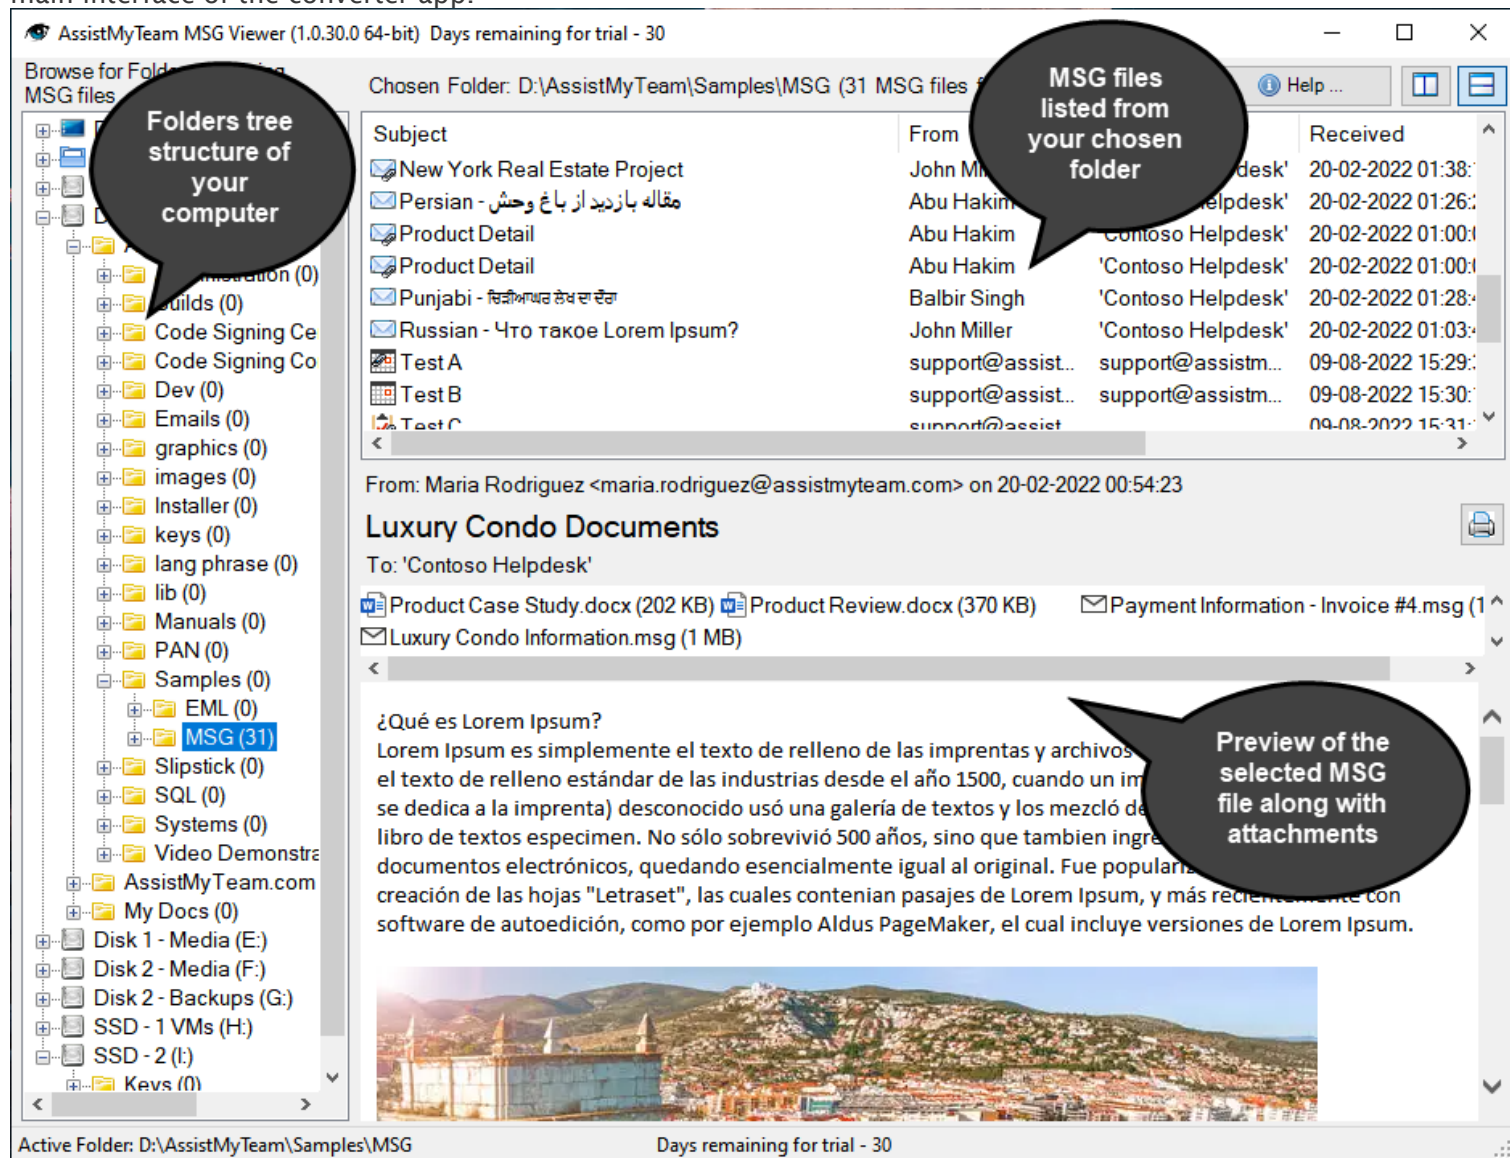 main interface of the converter app.
AssistMyTeam MSG Viewer (1.0.30.0 64-bit) Days remaining for trial - 30
Browse for
MSG files
Chosen Folder: D:\AssistMyTeam\Samples\MSG (31 MSG files
Help ...
Folders tree
structure of
your
computer
MSG files
listed from
your chosen
folder
(0)
(0)
Code Signing Ce
Code Signing Co
Dev (0)
Emails (0)
graphics (0)
images (0)
Installer (0)
keys (0)
lang phrase (0)
lib (0)
Manuals (0)
PAN (0)
Samples (0)
EML (0)
MSG (31)
Slipstick (0)
SQL (0)
Systems (0)
Video Demonstra
AssistMyTeam.com
My Docs (0)
Disk 1 - Media (E:)
Disk 2 - Media (F:)
Disk 2 - Backups (G:)
SSD - 1 VMs (H:)
SSD - 2 (I:)
Keys (0)
Subject From Received
New York Real Estate Project John 20-02-2022 01:38:
Persian - مقاله بازدید از باغ وحش Abu Hakim 20-02-2022 01:26:
Product Detail Abu Hakim 'Contoso Helpdesk' 20-02-2022 01:00:
Product Detail Abu Hakim 'Contoso Helpdesk' 20-02-2022 01:00:
Punjabi - ਚਿੜੀਆਘਰ ਲੇਖ ਦਾ ਦੌਰਾ Balbir Singh 'Contoso Helpdesk' 20-02-2022 01:28:
Russian - Что такое Lorem Ipsum? John Miller 'Contoso Helpdesk' 20-02-2022 01:03:
Test A support@assist... support@assistm... 09-08-2022 15:29:
Test B support@assist... support@assistm... 09-08-2022 15:30:
Test C support@assist 09-08-2022 15:31:
From: Maria Rodriguez <maria.rodriguez@assistmyteam.com> on 20-02-2022 00:54:23
Luxury Condo Documents
To: 'Contoso Helpdesk'
Product Case Study.docx (202 KB) Product Review.docx (370 KB) Payment Information - Invoice #4.msg (1
Luxury Condo Information.msg (1 MB)
¿Qué es Lorem Ipsum?
Lorem Ipsum es simplemente el texto de relleno de las imprentas y archivos
el texto de relleno estándar de las industrias desde el año 1500, cuando un
se dedica a la imprenta) desconocido usó una galería de textos y los mezcló
libro de textos especimen. No sólo sobrevivió 500 años, sino que tambien
documentos electrónicos, quedando esencialmente igual al original. Fue
creación de las hojas "Letraset", las cuales contenian pasajes de Lorem Ipsum, y más recientemente con
software de autoedición, como por ejemplo Aldus PageMaker, el cual incluye versiones de Lorem Ipsum.
Preview of the
selected MSG
file along with
attachments
Active Folder: D:\AssistMyTeam\Samples\MSG Days remaining for trial - 30